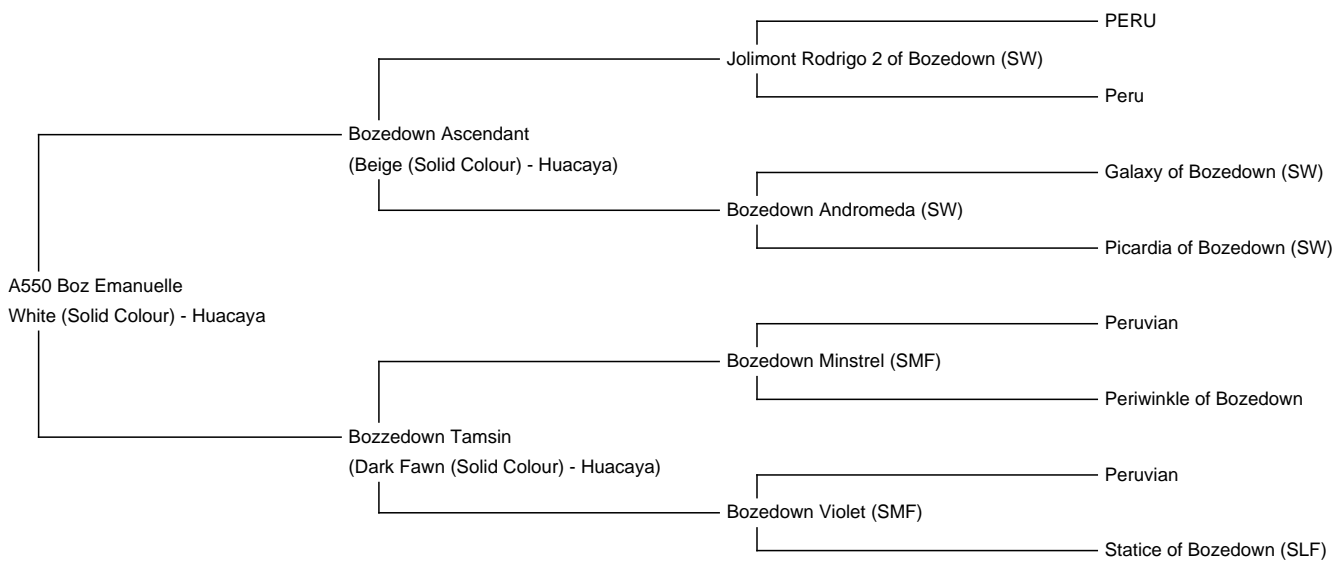 PERU
Jolimont Rodrigo 2 of Bozedown (SW)
Peru
Bozedown Ascendant
(Beige (Solid Colour) - Huacaya)
Galaxy of Bozedown (SW)
Bozedown Andromeda (SW)
Picardia of Bozedown (SW)
A550 Boz Emanuelle
White (Solid Colour) - Huacaya
Peruvian
Bozedown Minstrel (SMF)
Periwinkle of Bozedown
Bozzedown Tamsin
(Dark Fawn (Solid Colour) - Huacaya)
Peruvian
Bozedown Violet (SMF)
Statice of Bozedown (SLF)